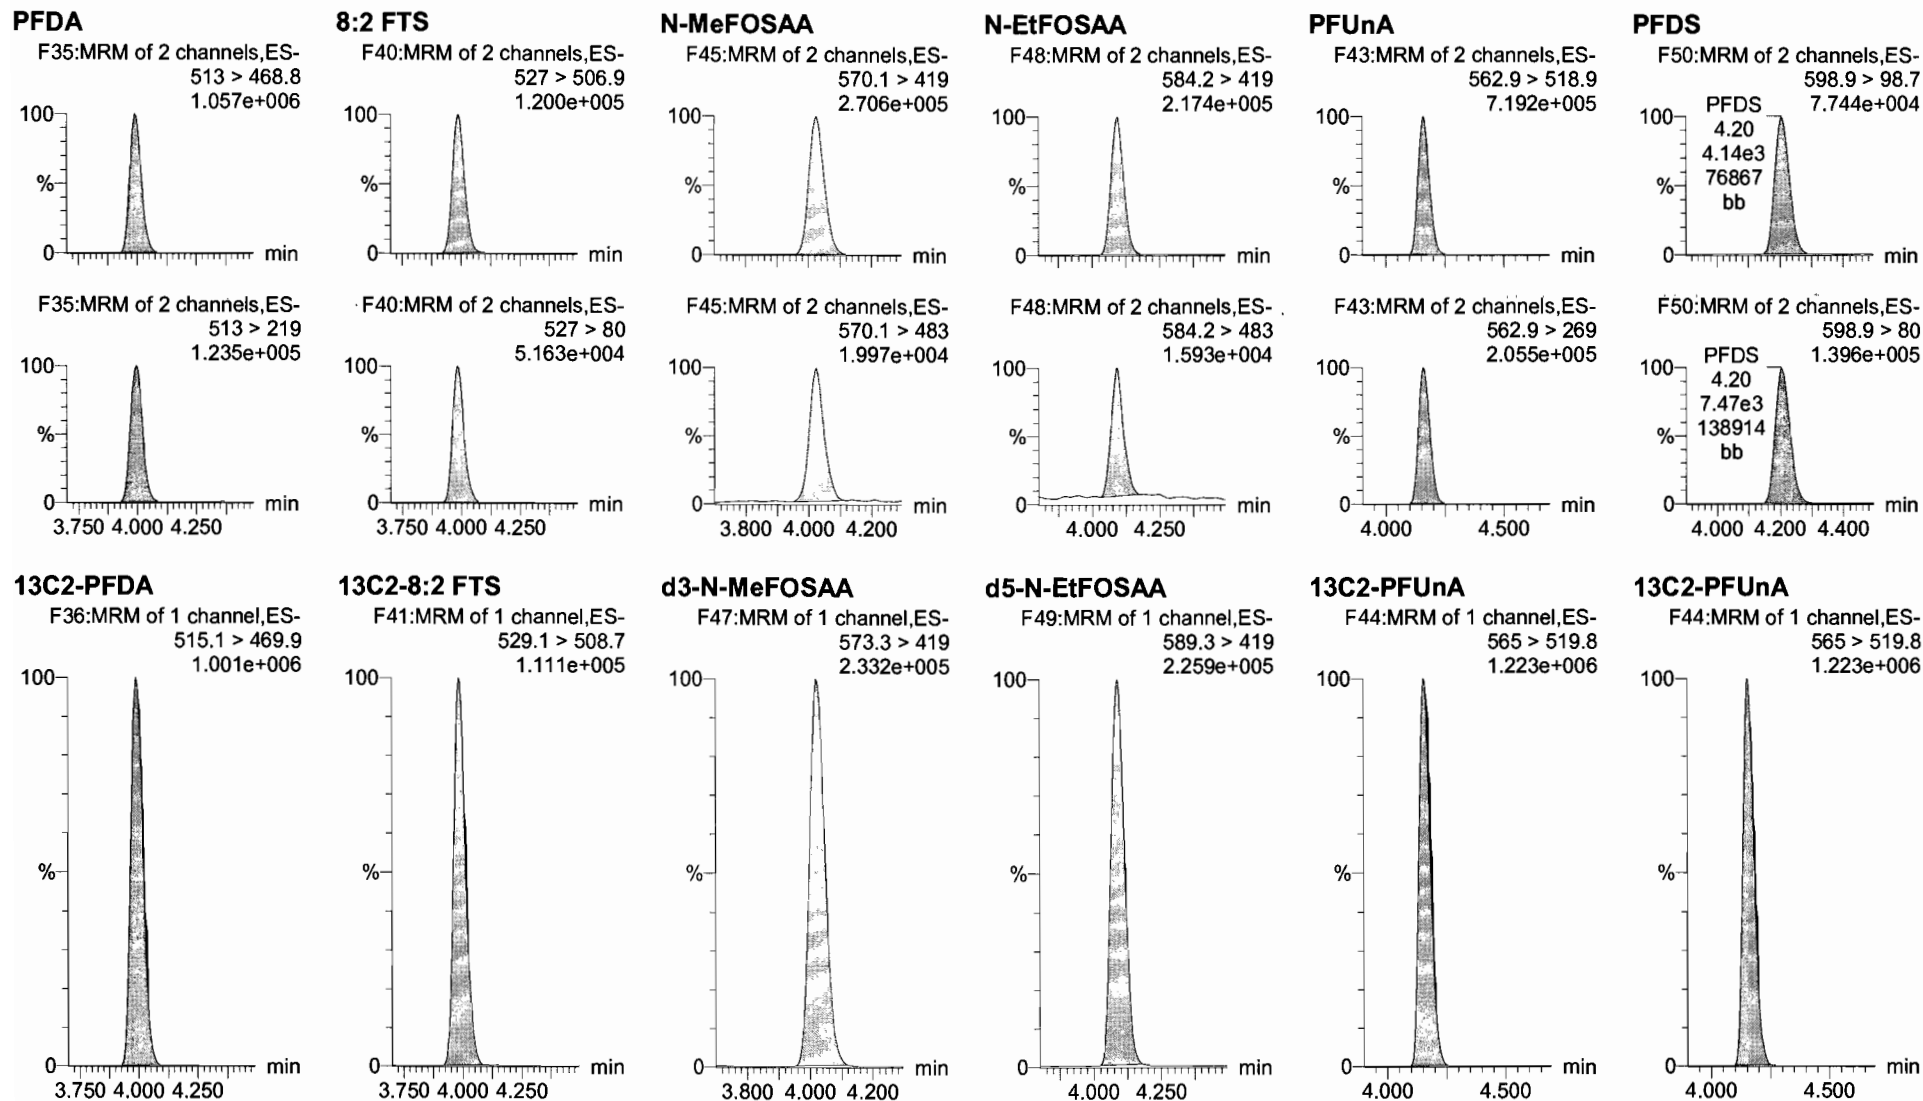 PFDA
F35:MRM of 2 channels,ES-
513 > 468.8
1.057e+006
100
%
0
min
F35:MRM of 2 channels,ES-
513 > 219
1.235e+005
100
%
0
min
3.750 4.000 4.250
8:2 FTS
F40:MRM of 2 channels,ES-
527 > 506.9
1.200e+005
100
%
0
min
F40:MRM of 2 channels,ES-
527 > 80
5.163e+004
100
%
0
min
3.750 4.000 4.250
N-MeFOSAA
F45:MRM of 2 channels,ES-
570.1 > 419
2.706e+005
100
%
0
min
F45:MRM of 2 channels,ES-
570.1 > 483
1.997e+004
100
%
0
min
3.800 4.000 4.200
N-EtFOSAA
F48:MRM of 2 channels,ES-
584.2 > 419
2.174e+005
100
%
0
min
F48:MRM of 2 channels,ES-
584.2 > 483
1.593e+004
100
%
0
min
4.000 4.250
PFUnA
F43:MRM of 2 channels,ES-
562.9 > 518.9
7.192e+005
100
%
0
min
F43:MRM of 2 channels,ES-
562.9 > 269
2.055e+005
100
%
0
min
4.000 4.500
PFDS
F50:MRM of 2 channels,ES-
598.9 > 98.7
7.744e+004
PFDS
4.20
4.14e3
76867
bb
100
%
0
min
F50:MRM of 2 channels,ES-
598.9 > 80
1.396e+005
PFDS
4.20
7.47e3
138914
bb
100
%
0
min
4.000 4.200 4.400
13C2-PFDA
F36:MRM of 1 channel,ES-
515.1 > 469.9
1.001e+006
100
%
0
min
3.750 4.000 4.250
13C2-8:2 FTS
F41:MRM of 1 channel,ES-
529.1 > 508.7
1.111e+005
100
%
0
min
3.750 4.000 4.250
d3-N-MeFOSAA
F47:MRM of 1 channel,ES-
573.3 > 419
2.332e+005
100
%
0
min
3.800 4.000 4.200
d5-N-EtFOSAA
F49:MRM of 1 channel,ES-
589.3 > 419
2.259e+005
100
%
0
min
4.000 4.250
13C2-PFUnA
F44:MRM of 1 channel,ES-
565 > 519.8
1.223e+006
100
%
0
min
4.000 4.500
13C2-PFUnA
F44:MRM of 1 channel,ES-
565 > 519.8
1.223e+006
100
%
0
min
4.000 4.500